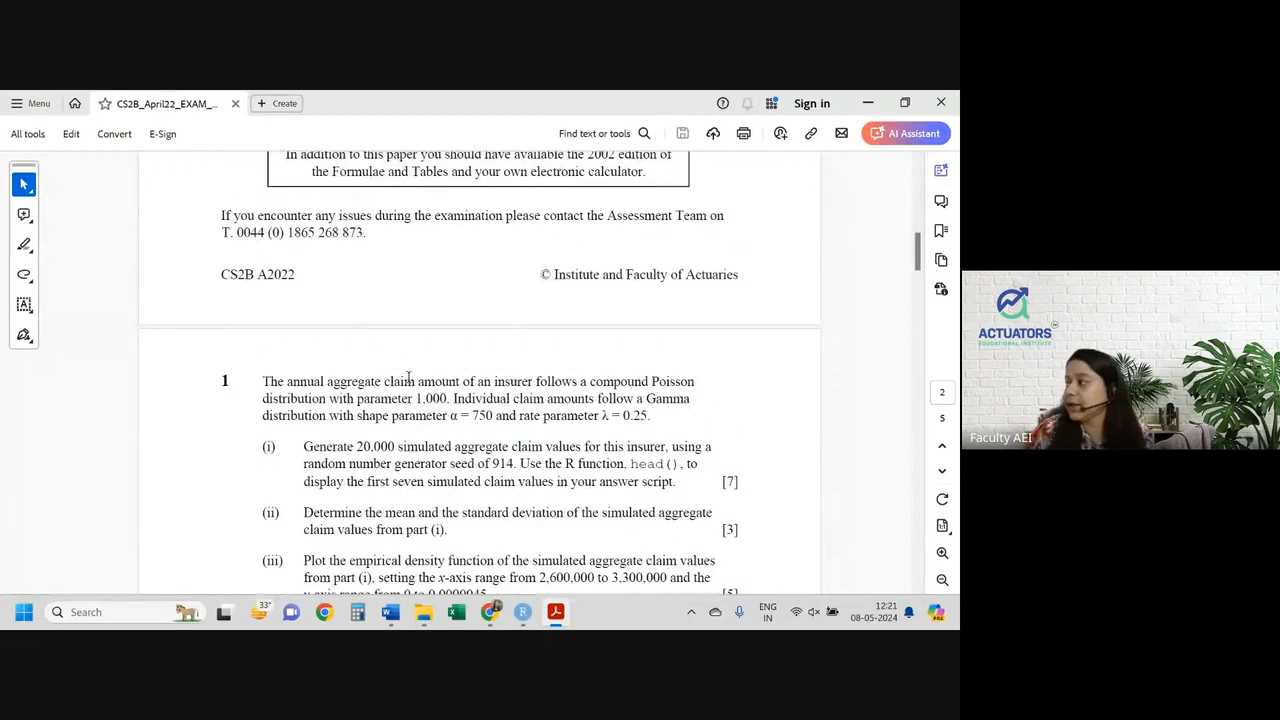 Menu
CS2B_April22_EXAM_...
Create
Sign in
All tools
Edit
Convert
E-Sign
Find text or tools
AI Assistant
In addition to this paper you should have available the 2002 edition of
the Formulae and Tables and your own electronic calculator.
If you encounter any issues during the examination please contact the Assessment Team on
T. 0044 (0) 1865 268 873.
CS2B A2022
© Institute and Faculty of Actuaries
1 The annual aggregate claim amount of an insurer follows a compound Poisson
distribution with parameter 1,000. Individual claim amounts follow a Gamma
distribution with shape parameter α = 750 and rate parameter λ = 0.25.
(i) Generate 20,000 simulated aggregate claim values for this insurer, using a
random number generator seed of 914. Use the R function, head(), to
display the first seven simulated claim values in your answer script. [7]
(ii) Determine the mean and the standard deviation of the simulated aggregate
claim values from part (i). [3]
(iii) Plot the empirical density function of the simulated aggregate claim values
from part (i), setting the x-axis range from 2,600,000 to 3,300,000 and the
y-axis range from 0 to 0.0000045. [5]
2
5
ACTUATORS
EDUCATIONAL INSTITUTE
Faculty AEI
Search
33°
ENG
IN
12:21
08-05-2024